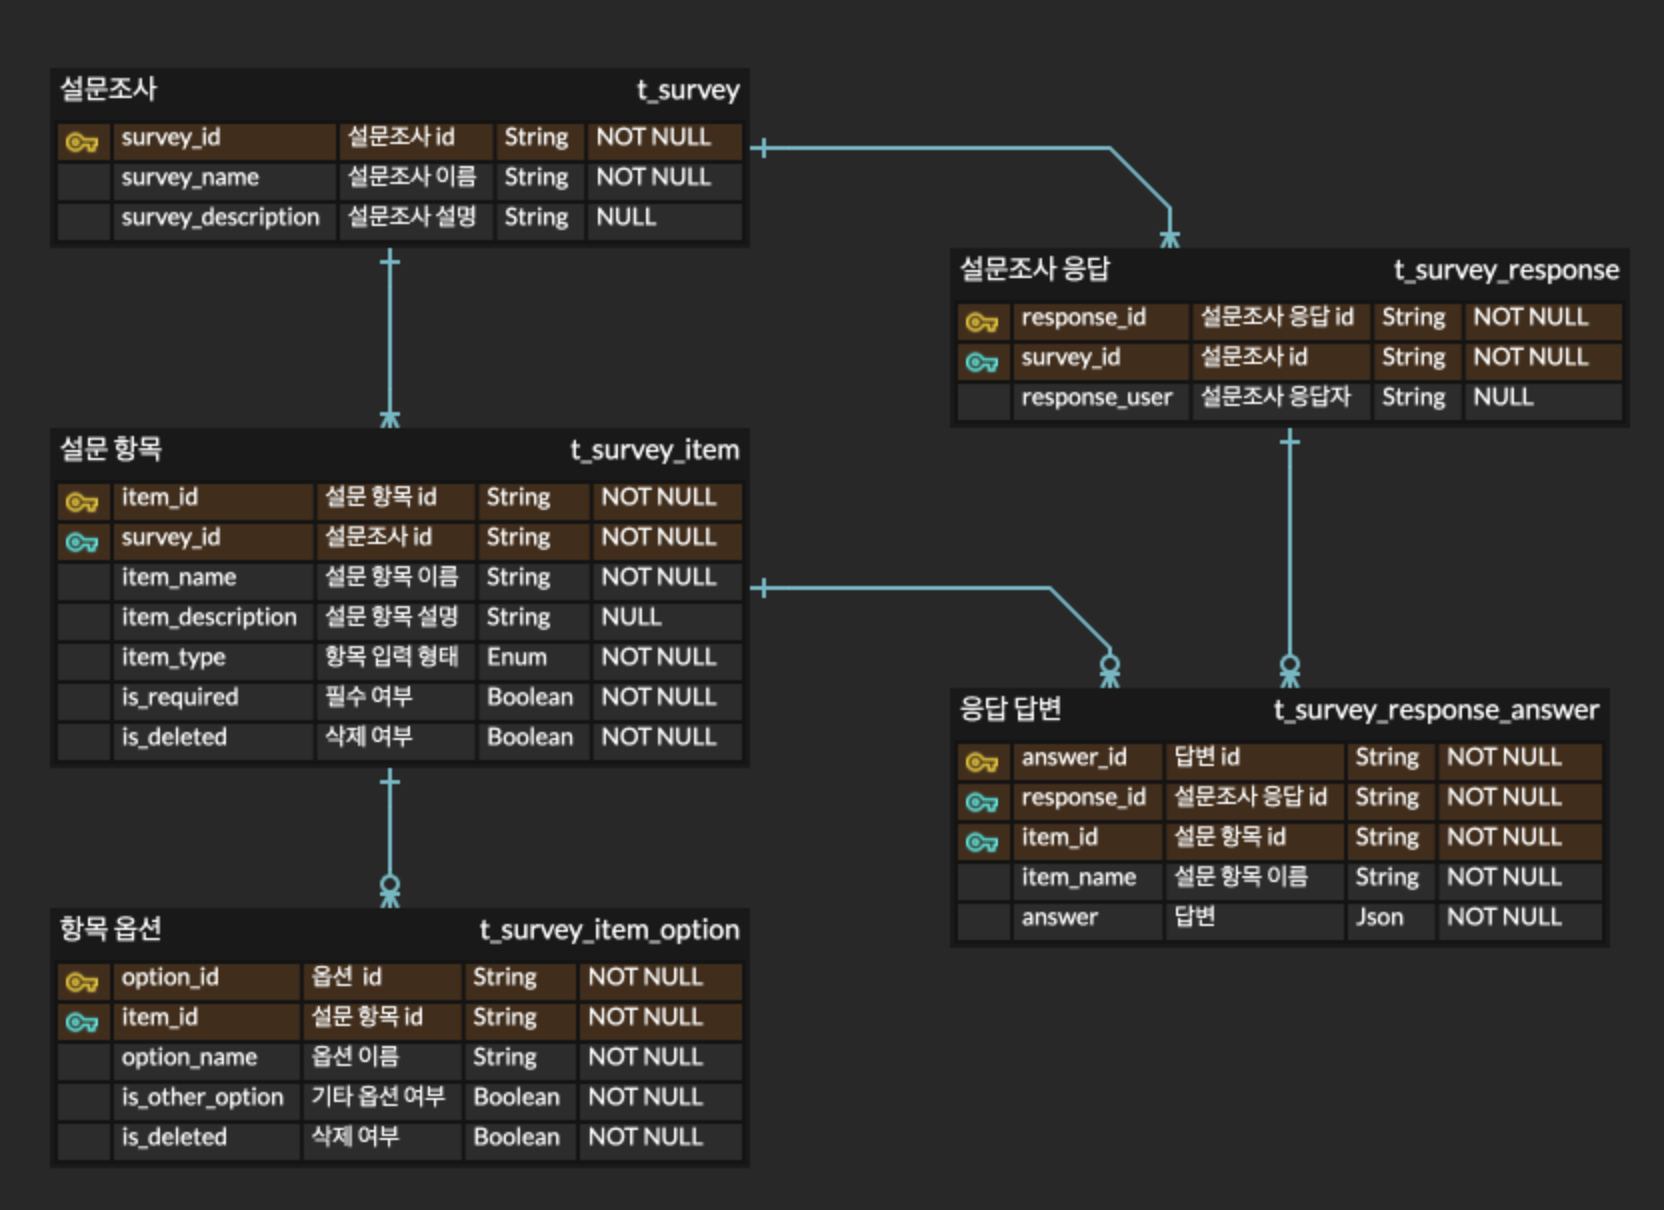 설문조사 t_survey
survey_id 설문조사 id String NOT NULL
survey_name 설문조사 이름 String NOT NULL
survey_description 설문조사 설명 String NULL
설문조사 응답 t_survey_response
response_id 설문조사 응답 id String NOT NULL
survey_id 설문조사 id String NOT NULL
response_user 설문조사 응답자 String NULL
설문 항목 t_survey_item
item_id 설문 항목 id String NOT NULL
survey_id 설문조사 id String NOT NULL
item_name 설문 항목 이름 String NOT NULL
item_description 설문 항목 설명 String NULL
item_type 항목 입력 형태 Enum NOT NULL
is_required 필수 여부 Boolean NOT NULL
is_deleted 삭제 여부 Boolean NOT NULL
응답 답변 t_survey_response_answer
answer_id 답변 id String NOT NULL
response_id 설문조사 응답 id String NOT NULL
item_id 설문 항목 id String NOT NULL
item_name 설문 항목 이름 String NOT NULL
answer 답변 Json NOT NULL
항목 옵션 t_survey_item_option
option_id 옵션 id String NOT NULL
item_id 설문 항목 id String NOT NULL
option_name 옵션 이름 String NOT NULL
is_other_option 기타 옵션 여부 Boolean NOT NULL
is_deleted 삭제 여부 Boolean NOT NULL